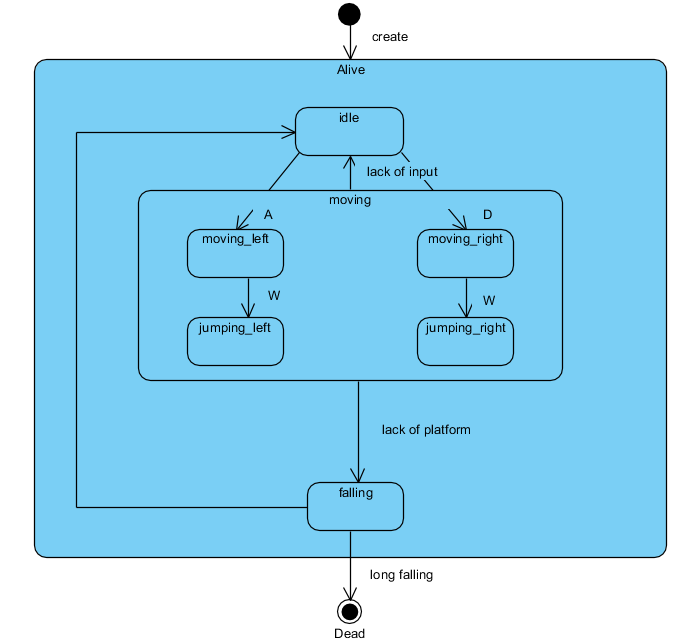 create
Alive
idle
lack of input
moving
A
D
moving_left
moving_right
W
W
jumping_left
jumping_right
lack of platform
falling
long falling
Dead